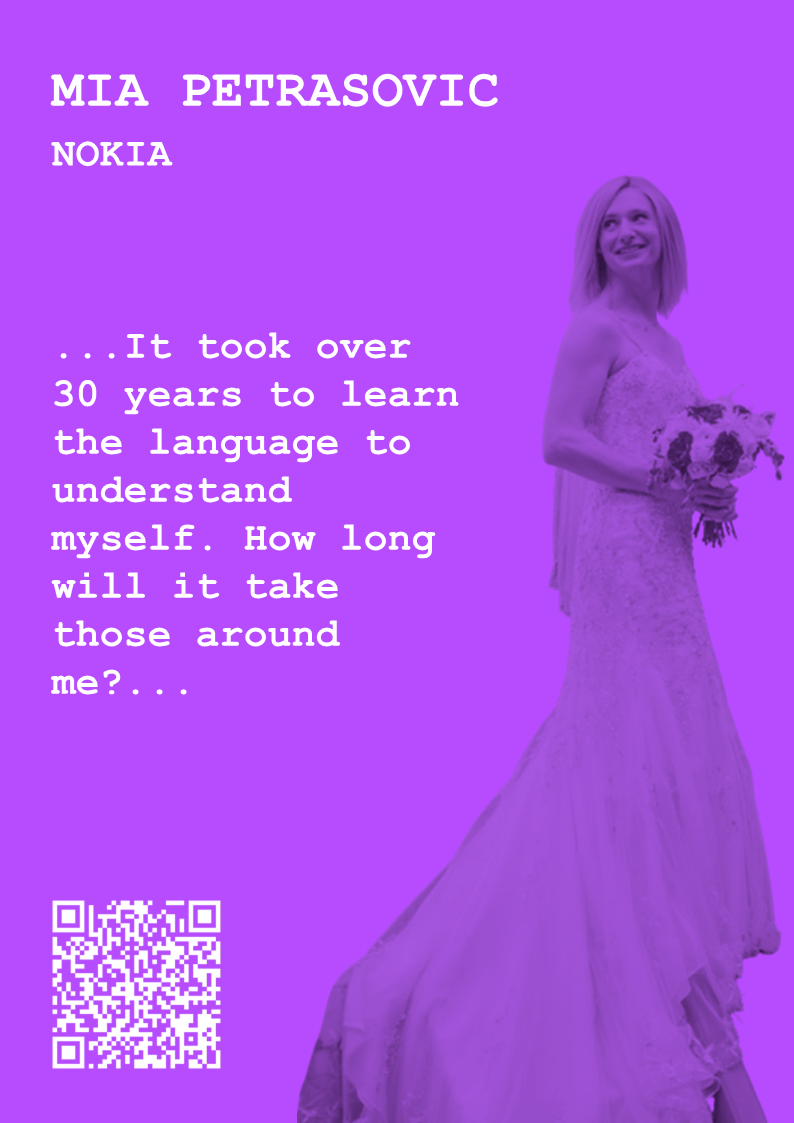 MIA PETRASOVIC
NOKIA
...It took over
30 years to learn
the language to
understand
myself. How long
will it take
those around
me?...